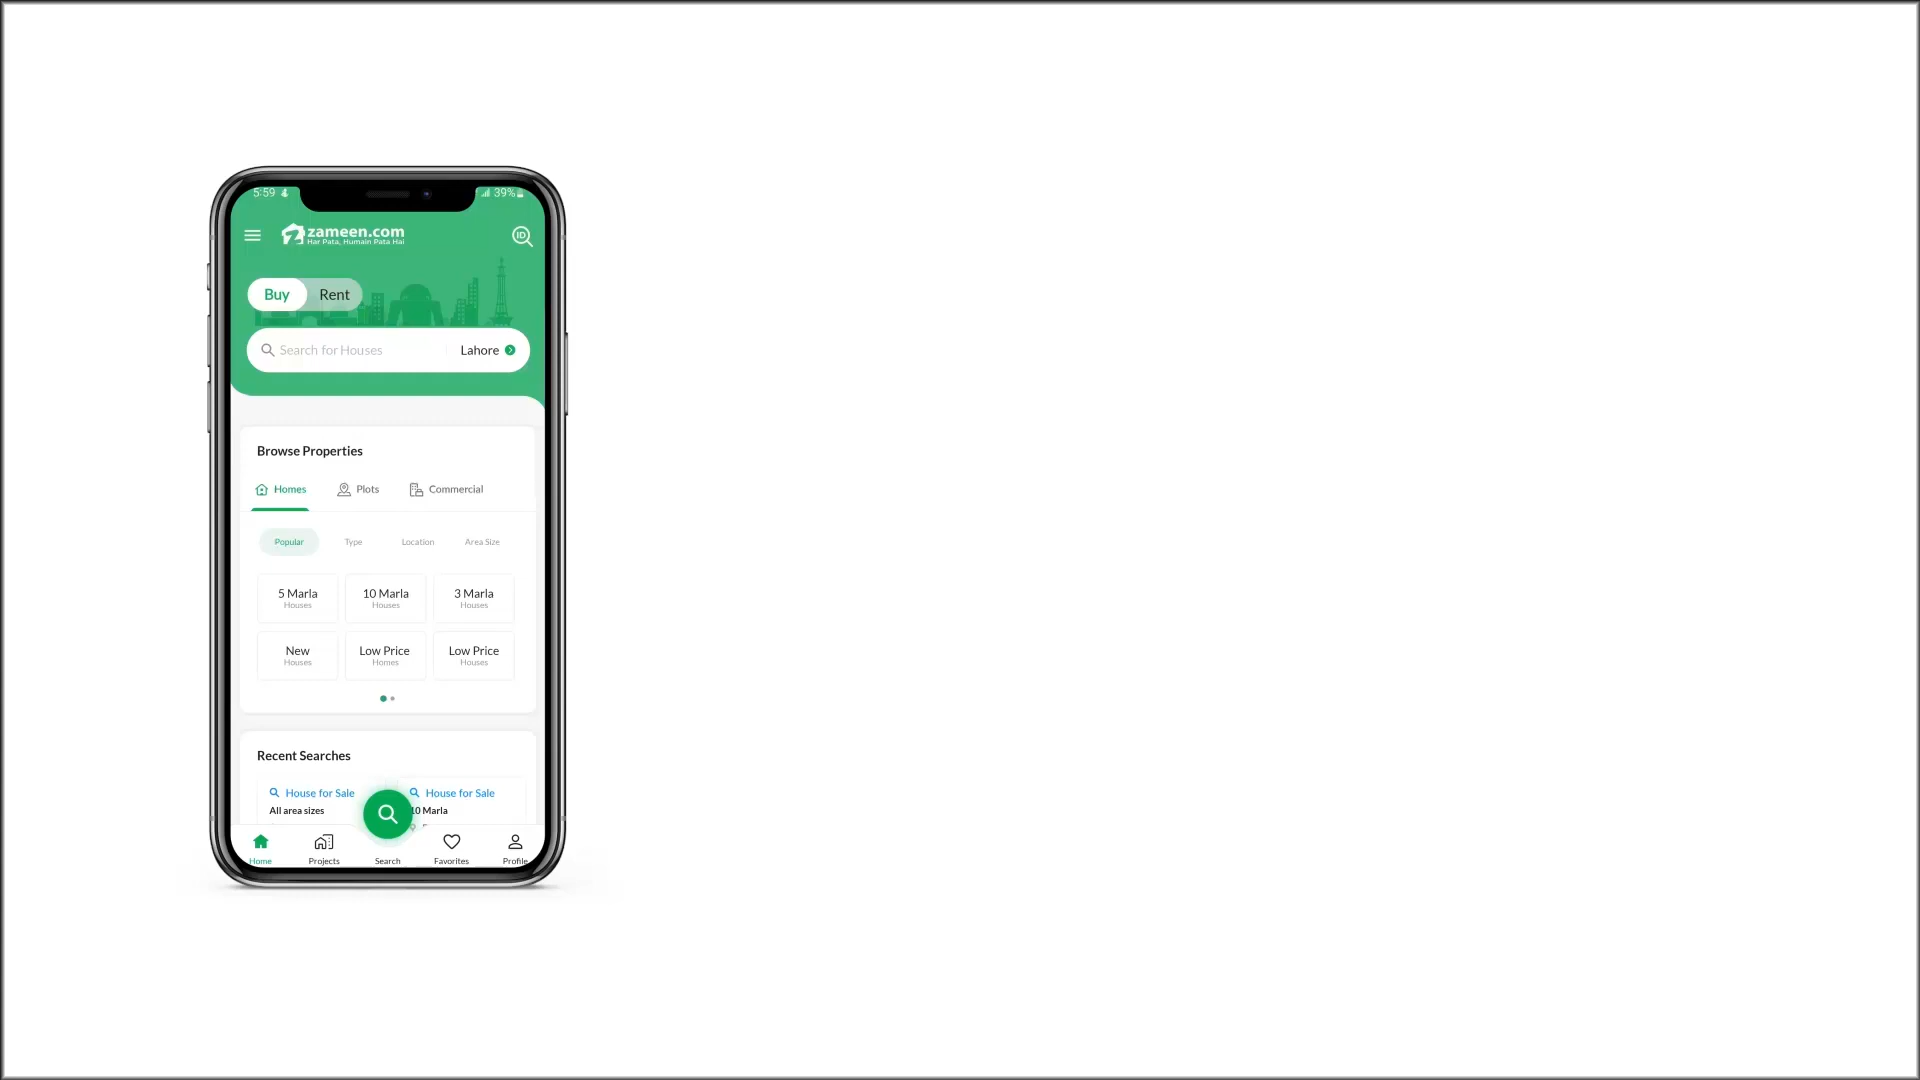 5:59 39%
zameen.com
Har Pata, Humain Pata Hai
ID
Buy Rent
Search for Houses Lahore
Browse Properties
Homes Plots Commercial
Popular Type Location Area Size
5 Marla 10 Marla 3 Marla
Houses Houses Houses
New Low Price Low Price
Houses Homes Houses
Recent Searches
House for Sale House for Sale
All area sizes 10 Marla
Home Projects Search Favorites Profile